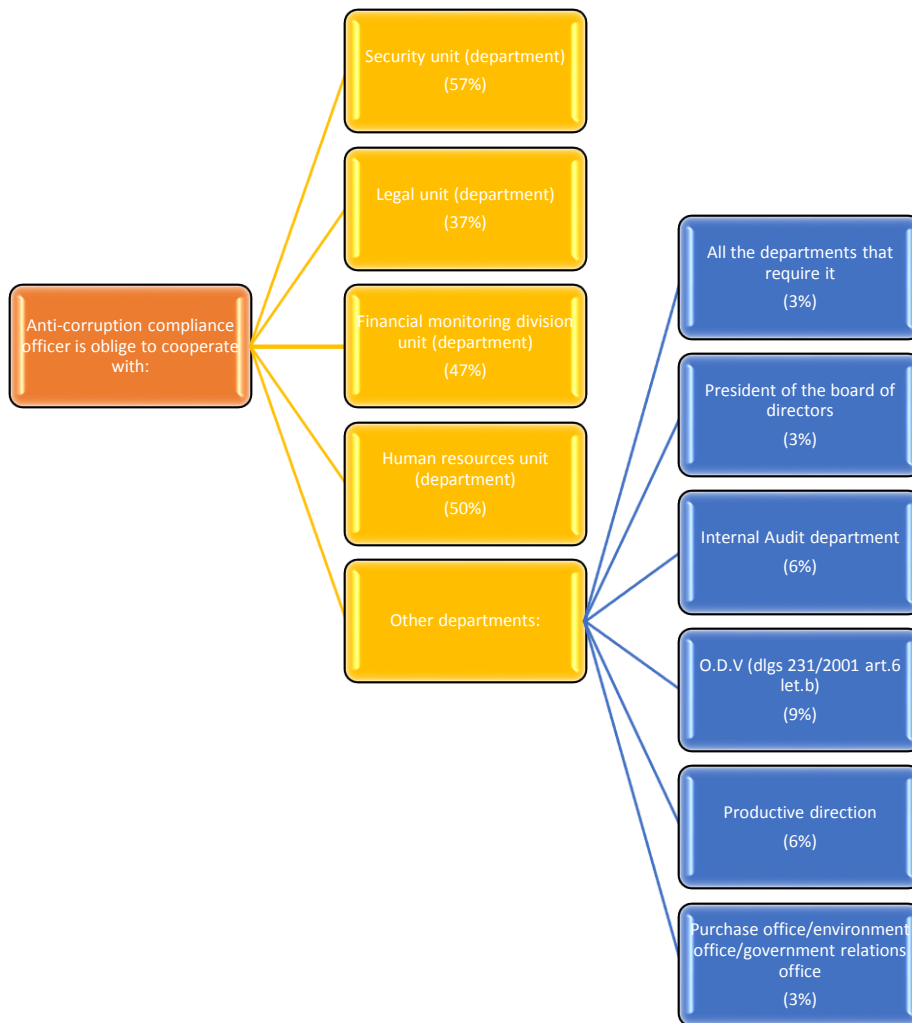 Anti-corruption compliance
officer is oblige to cooperate
with:
Security unit (department)
(57%)
Legal unit (department)
(37%)
Financial monitoring division
unit (department)
(47%)
Human resources unit
(department)
(50%)
Other departments:
All the departments that
require it
(3%)
President of the board of
directors
(3%)
Internal Audit department
(6%)
O.D.V (dlgs 231/2001 art.6
let.b)
(9%)
Productive direction
(6%)
Purchase office/environment
office/government relations
office
(3%)